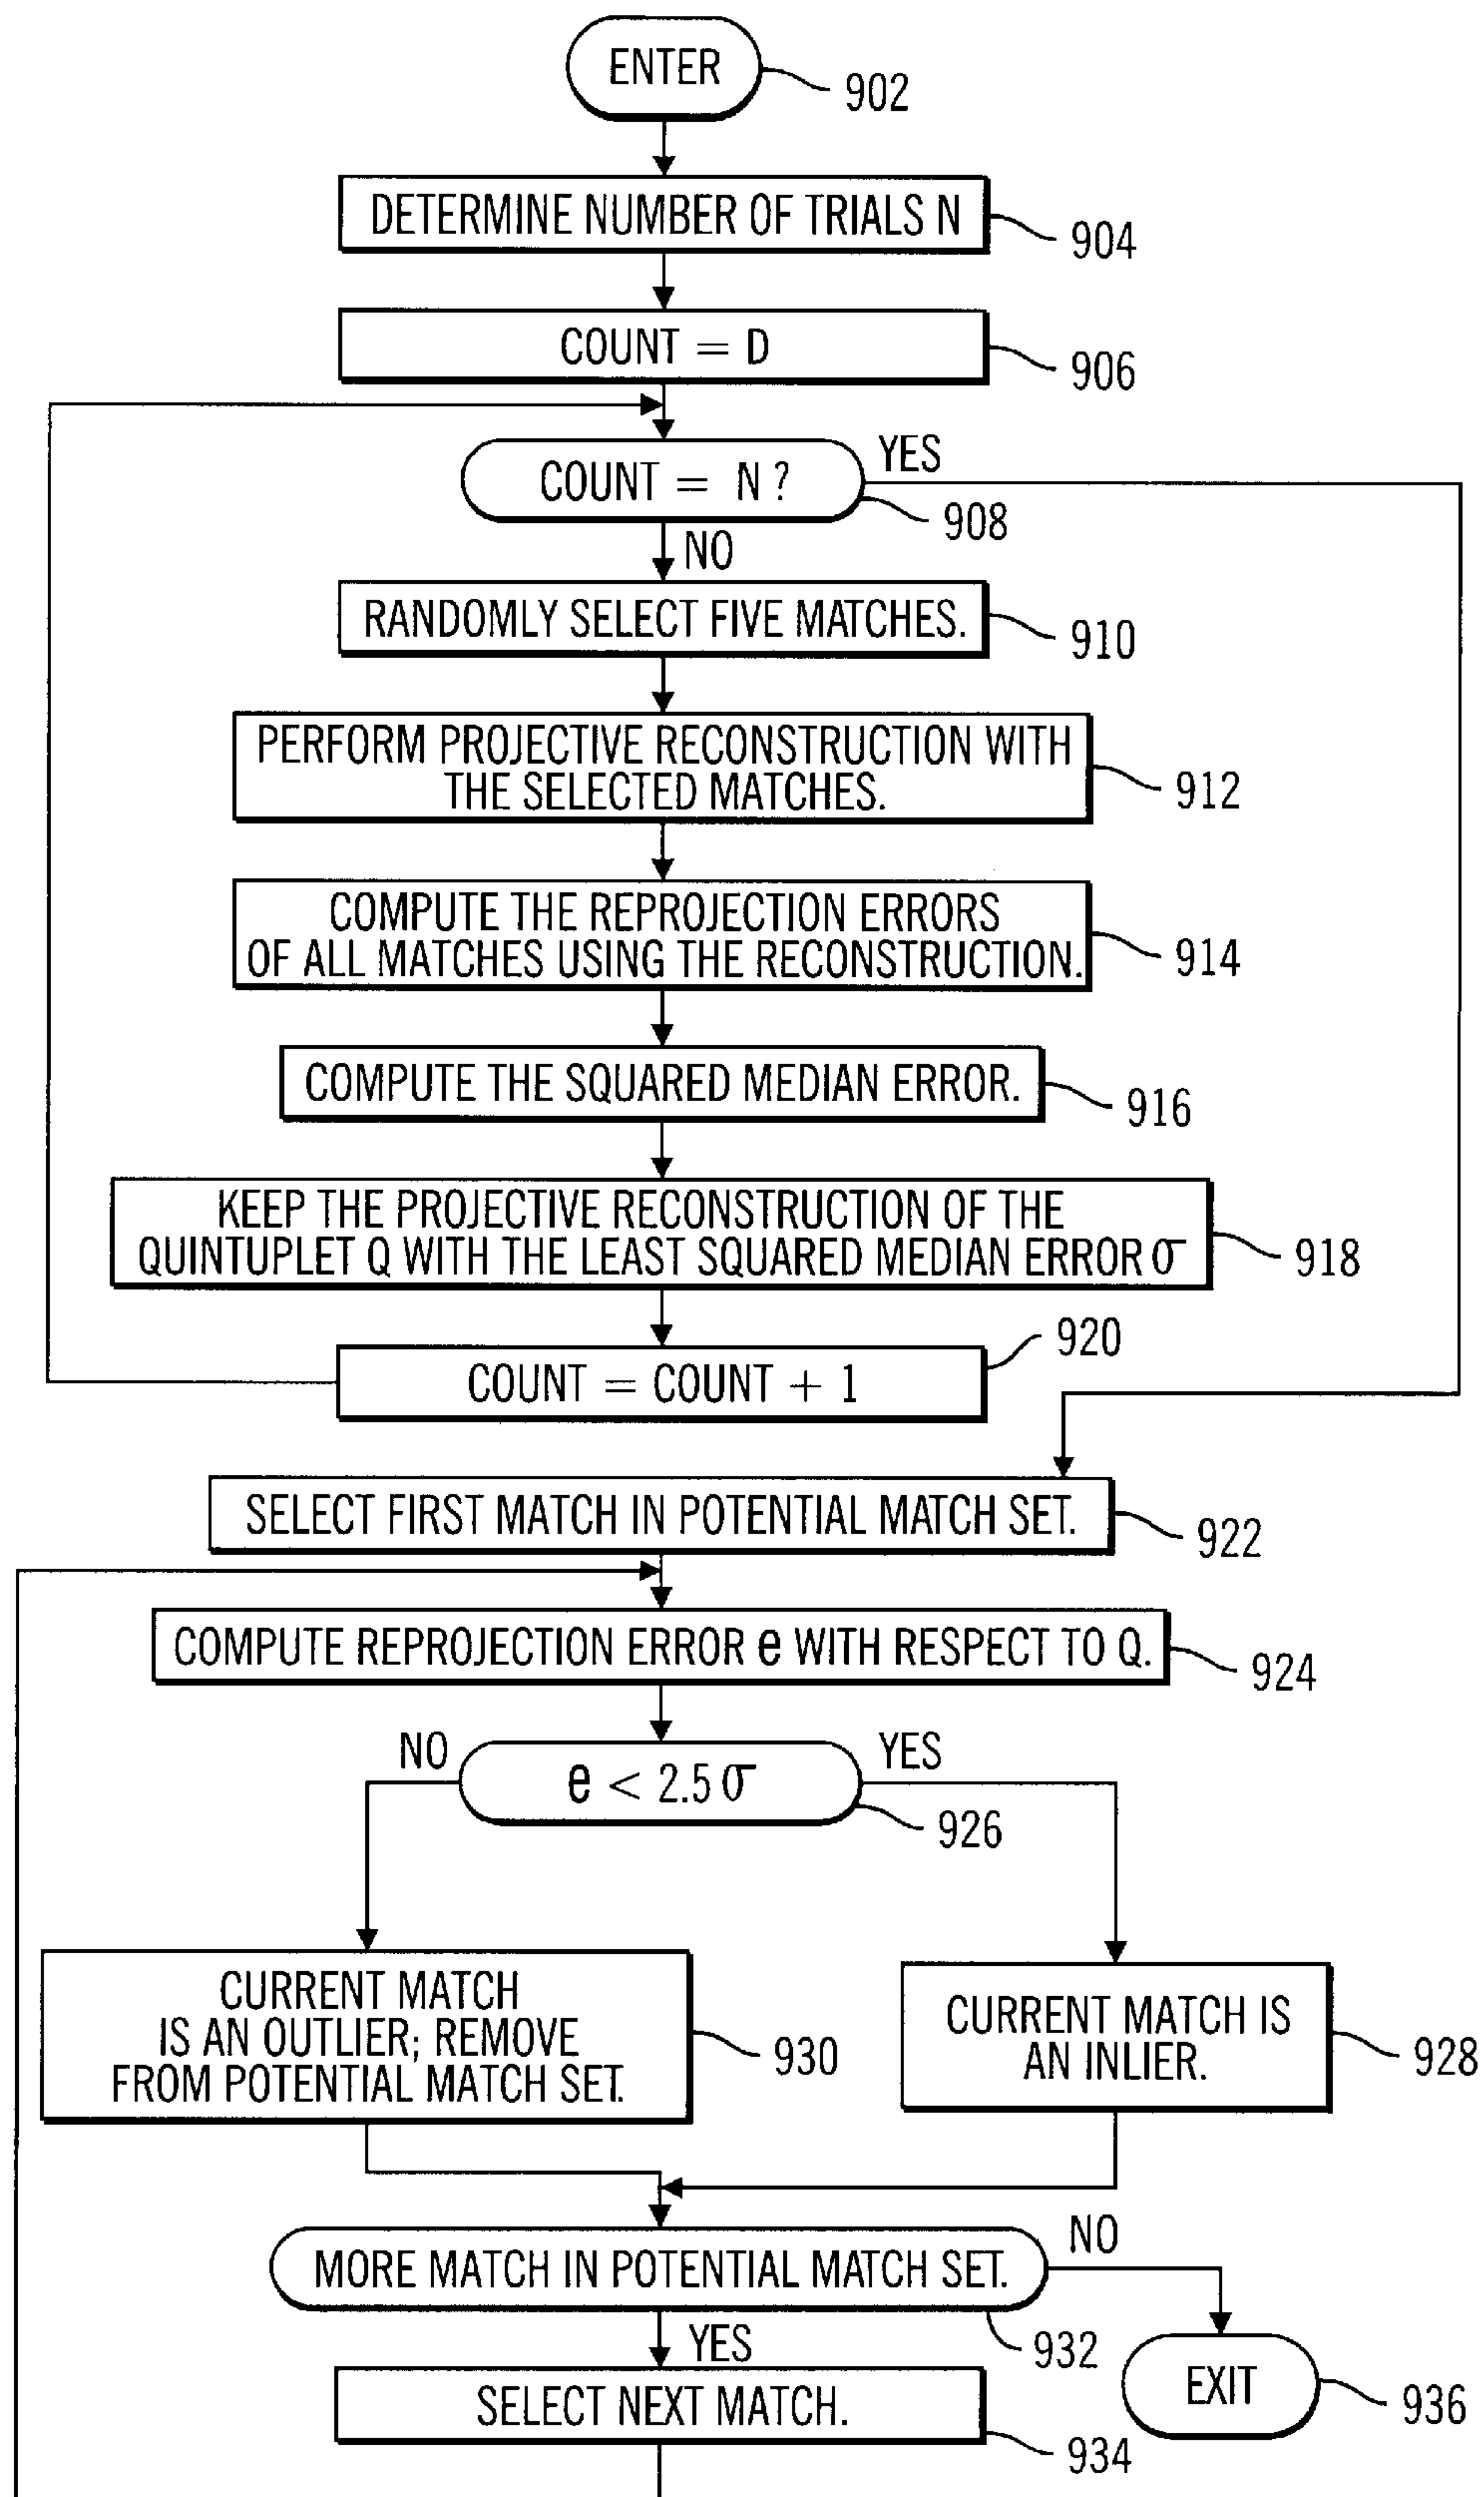 ENTER
902
DETERMINE NUMBER OF TRIALS N
904
COUNT = D
906
COUNT = N ?
YES
908
NO
RANDOMLY SELECT FIVE MATCHES.
910
PERFORM PROJECTIVE RECONSTRUCTION WITH
THE SELECTED MATCHES.
912
COMPUTE THE REPROJECTION ERRORS
OF ALL MATCHES USING THE RECONSTRUCTION.
914
COMPUTE THE SQUARED MEDIAN ERROR.
916
KEEP THE PROJECTIVE RECONSTRUCTION OF THE
QUINTUPLET Q WITH THE LEAST SQUARED MEDIAN ERROR σ
918
COUNT = COUNT + 1
920
SELECT FIRST MATCH IN POTENTIAL MATCH SET.
922
COMPUTE REPROJECTION ERROR e WITH RESPECT TO Q.
924
NO
e < 2.5 σ
YES
926
CURRENT MATCH
IS AN OUTLIER; REMOVE
FROM POTENTIAL MATCH SET.
930
CURRENT MATCH IS
AN INLIER.
928
MORE MATCH IN POTENTIAL MATCH SET.
NO
932
YES
SELECT NEXT MATCH.
934
EXIT
936